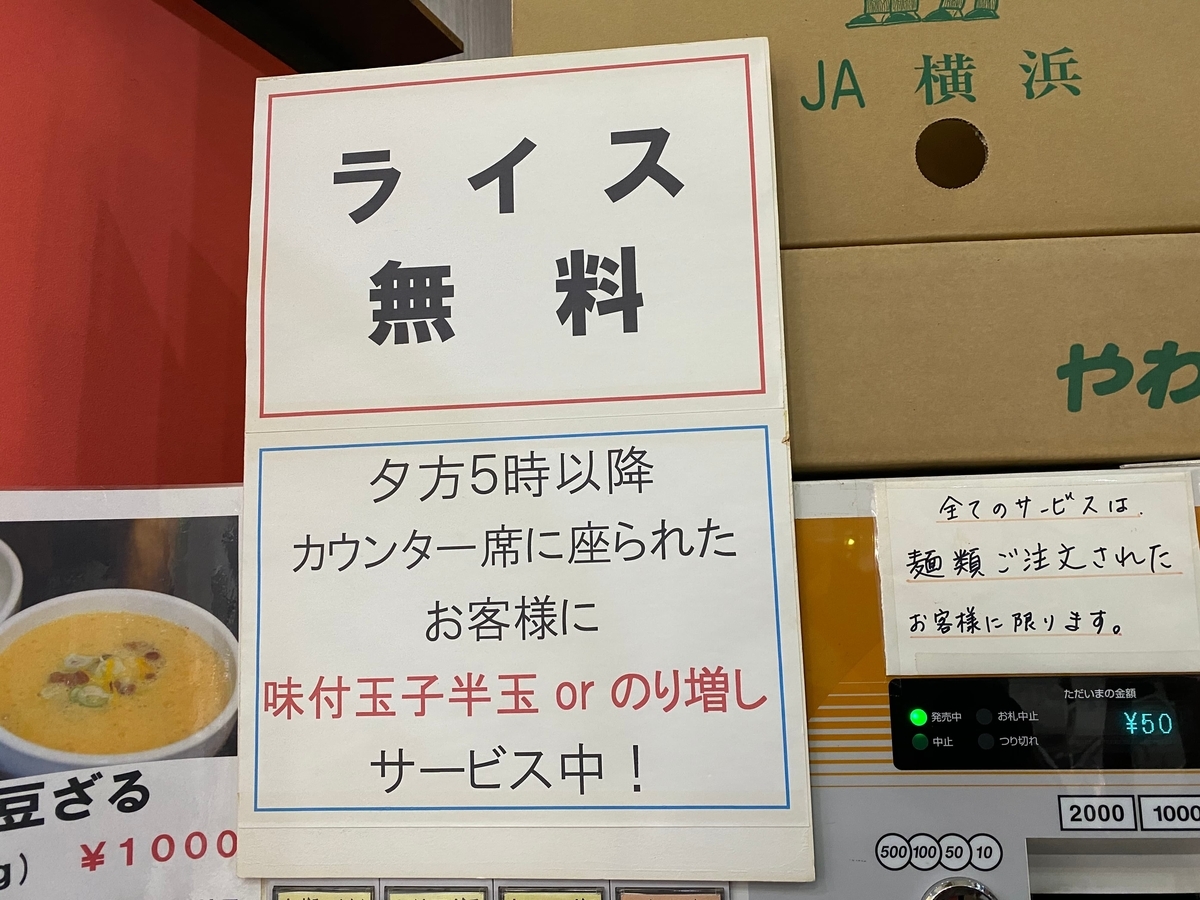 JA 横浜
やわ
ライス
無料
夕方5時以降
カウンター席に座られた
お客様に
味付玉子半玉 or のり増し
サービス中！
全てのサービスは、
麺類ご注文された
お客様に限ります。
ただいまの金額
発売中 お札中止
¥50
中止 つり切れ
2000 1000
500 100 50 10
豆ざる
g) ¥1000